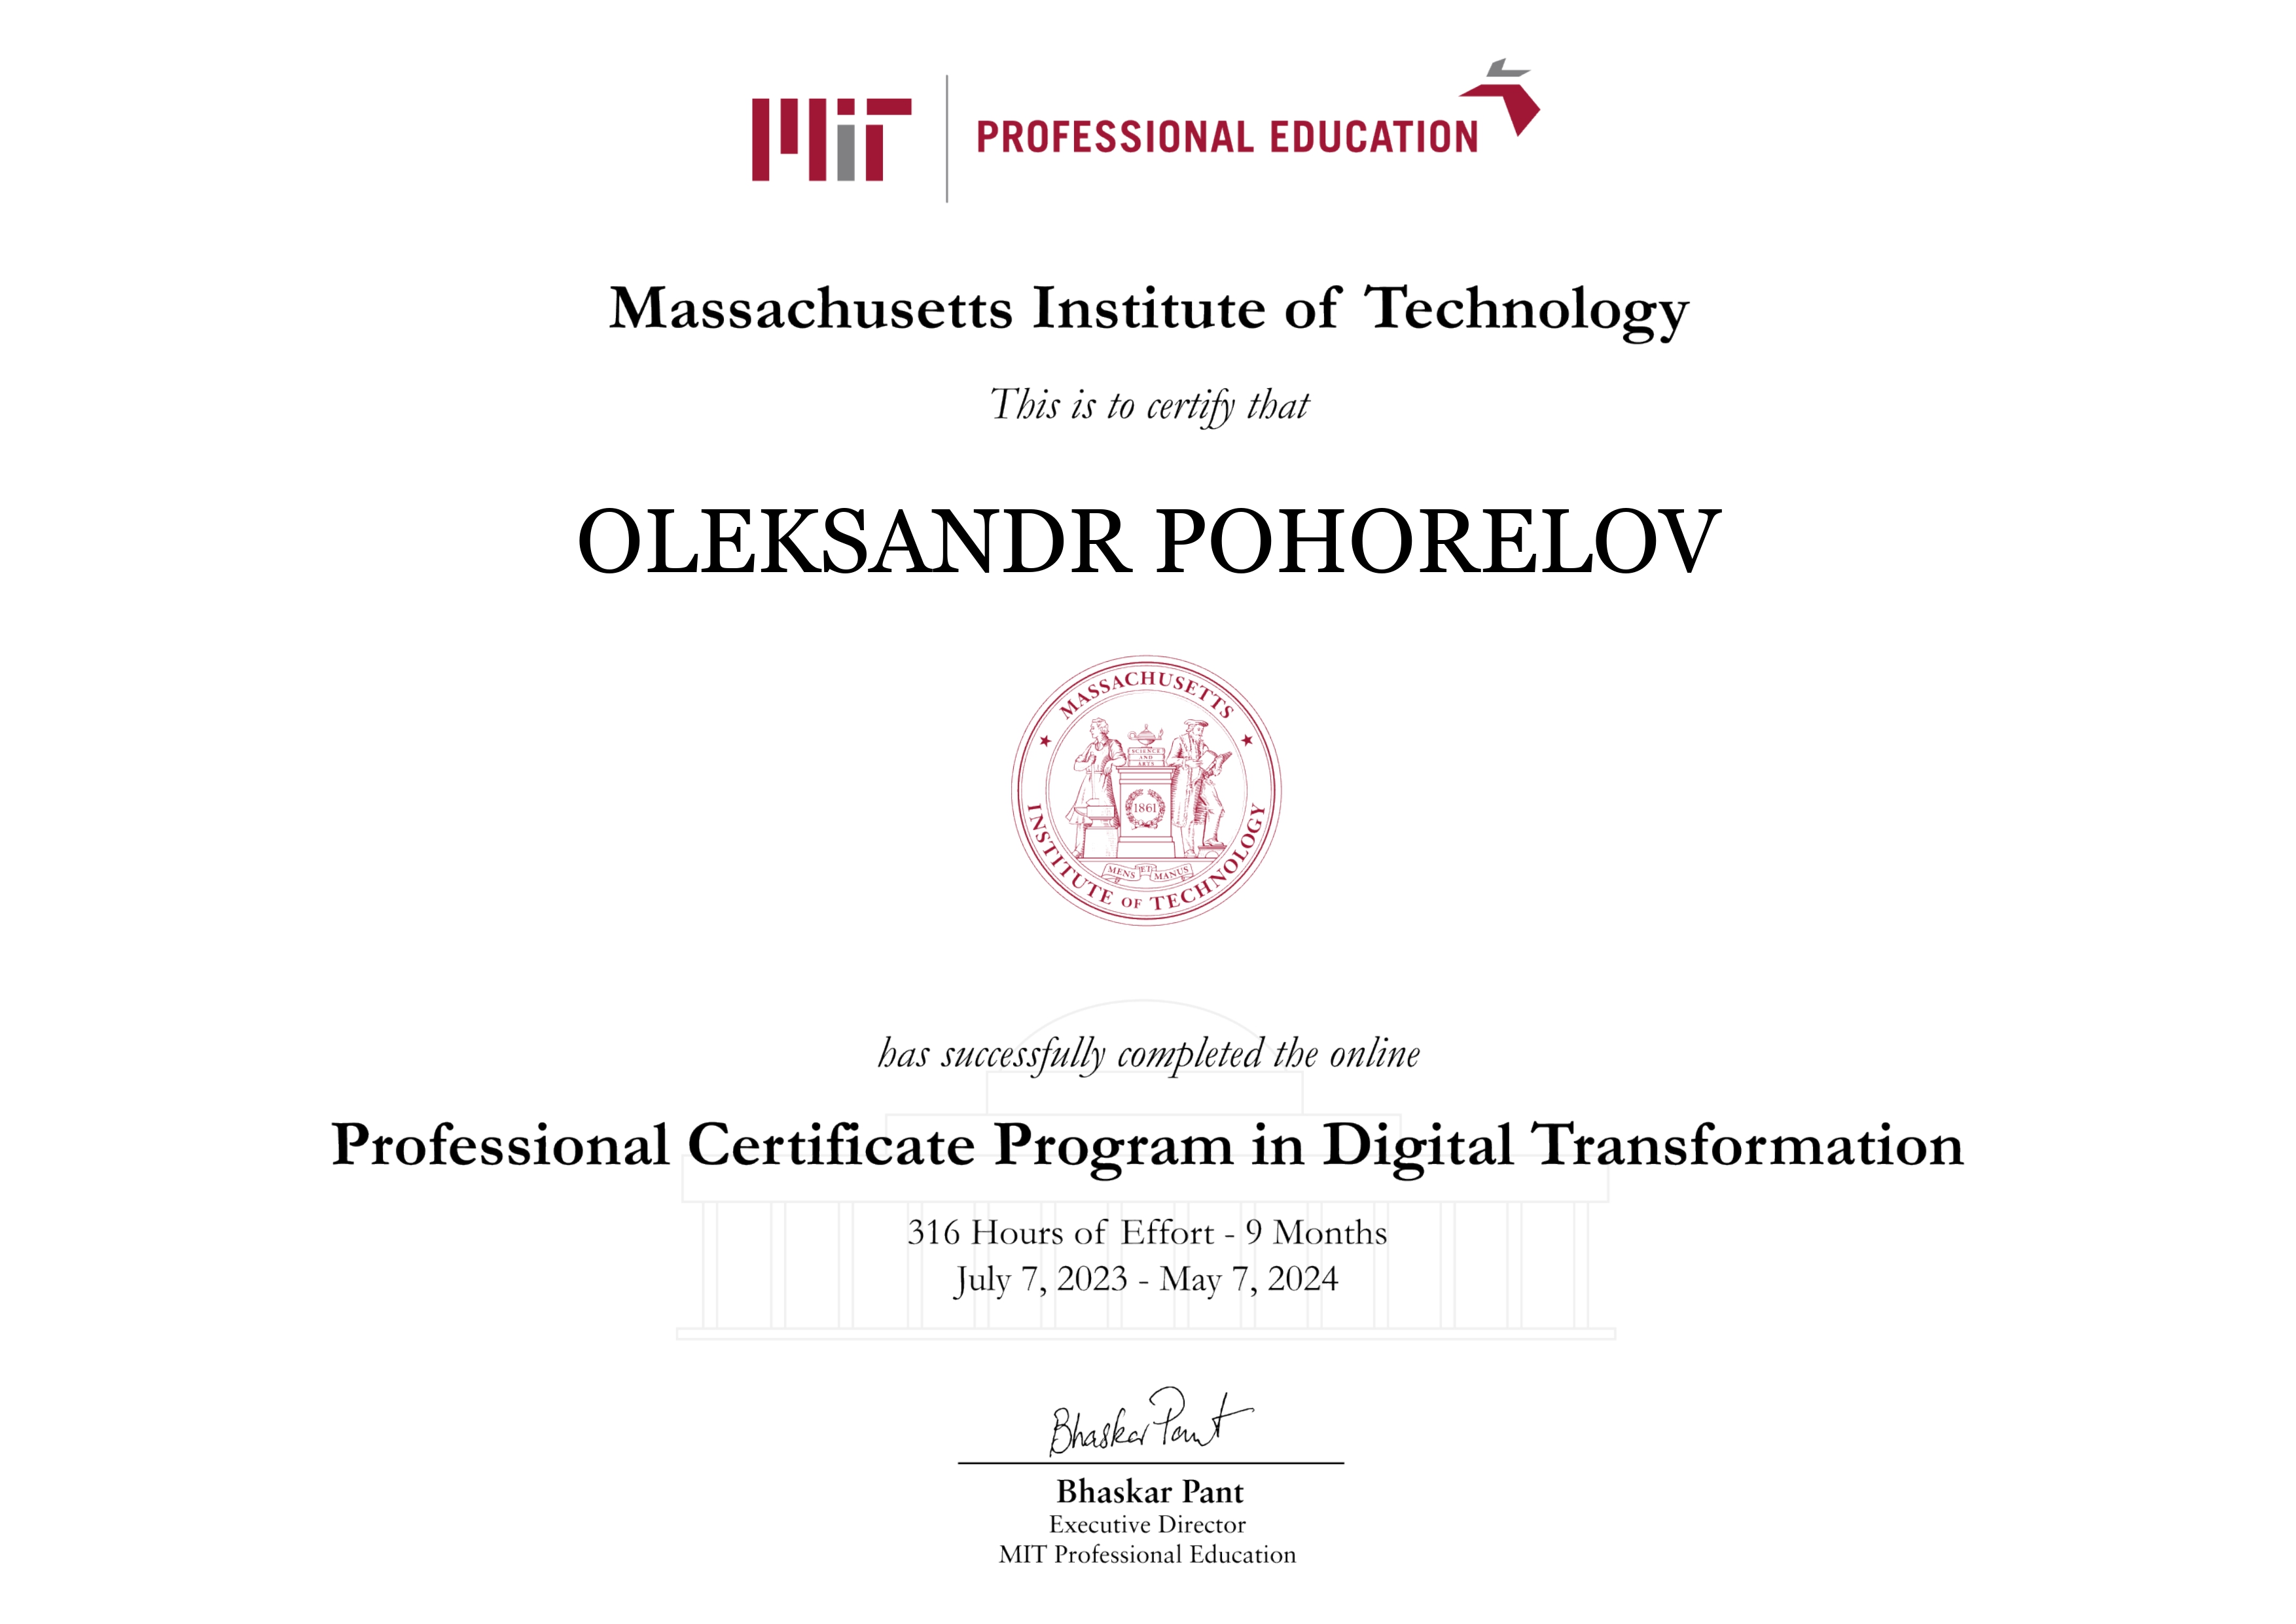 MIT
PROFESSIONAL EDUCATION
Massachusetts Institute of Technology
This is to certify that
OLEKSANDR POHORELOV
MASSACHUSETTS
SCIENCE
AND
ARTS
1861
MENS ET MANUS
INSTITUTE OF TECHNOLOGY
has successfully completed the online
Professional Certificate Program in Digital Transformation
316 Hours of Effort - 9 Months
July 7, 2023 - May 7, 2024
Bhaskar Pant
Bhaskar Pant
Executive Director
MIT Professional Education